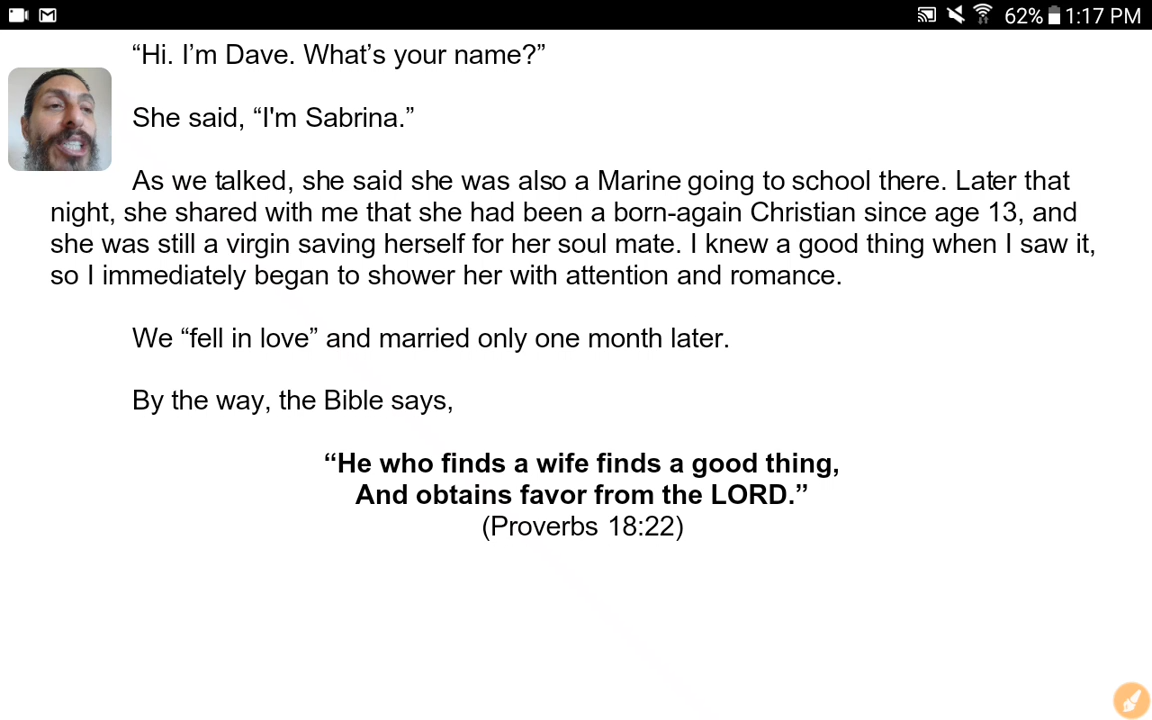 62% 1:17 PM
“Hi. I’m Dave. What’s your name?”
She said, “I'm Sabrina.”
As we talked, she said she was also a Marine going to school there. Later that
night, she shared with me that she had been a born-again Christian since age 13, and
she was still a virgin saving herself for her soul mate. I knew a good thing when I saw it,
so I immediately began to shower her with attention and romance.
We “fell in love” and married only one month later.
By the way, the Bible says,
“He who finds a wife finds a good thing,
And obtains favor from the LORD.”
(Proverbs 18:22)